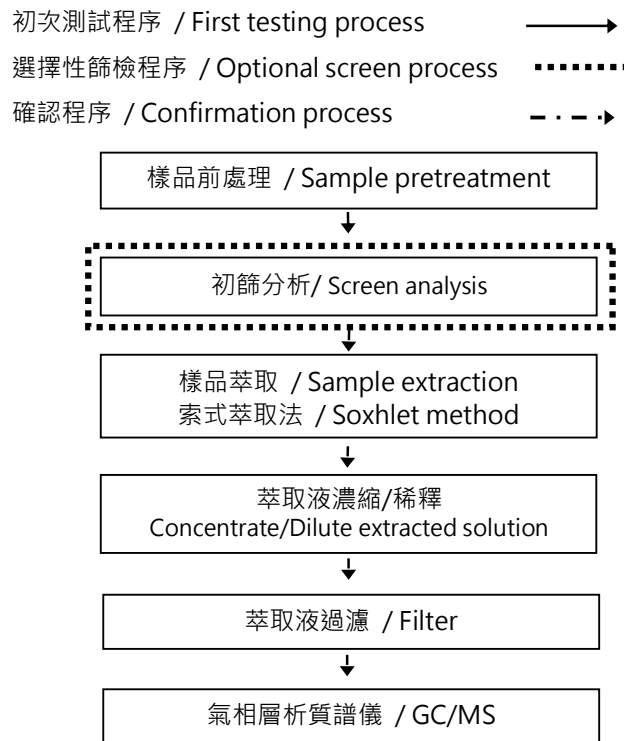 初次測試程序 / First testing process
選擇性篩檢程序 / Optional screen process
確認程序 / Confirmation process
樣品前處理 / Sample pretreatment
初篩分析/ Screen analysis
樣品萃取 / Sample extraction
索式萃取法 / Soxhlet method
萃取液濃縮/稀釋
Concentrate/Dilute extracted solution
萃取液過濾 / Filter
氣相層析質譜儀 / GC/MS